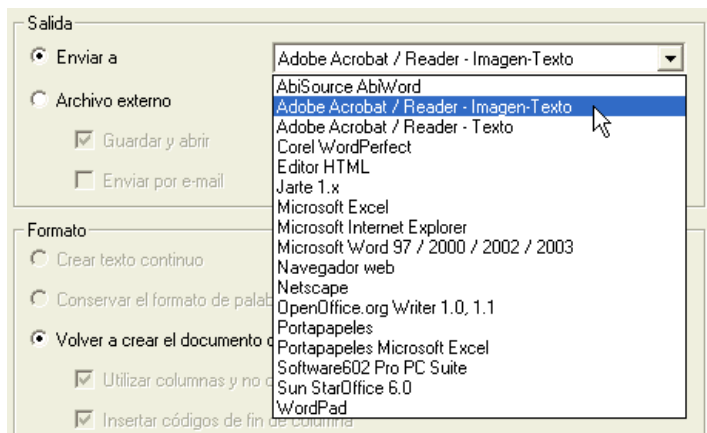 Salida
Enviar a
Adobe Acrobat / Reader - Imagen-Texto
Archivo externo
Guardar y abrir
Enviar por e-mail
AbiSource AbiWord
Adobe Acrobat / Reader - Imagen-Texto
Adobe Acrobat / Reader - Texto
Corel WordPerfect
Editor HTML
Jarte 1.x
Microsoft Excel
Microsoft Internet Explorer
Microsoft Word 97 / 2000 / 2002 / 2003
Navegador web
Netscape
OpenOffice.org Writer 1.0, 1.1
Portapapeles
Portapapeles Microsoft Excel
Software602 Pro PC Suite
Sun StarOffice 6.0
WordPad
Formato
Crear texto continuo
Conservar el formato de
Volver a crear el documento
Utilizar columnas y no
Insertar códigos de fin de columna